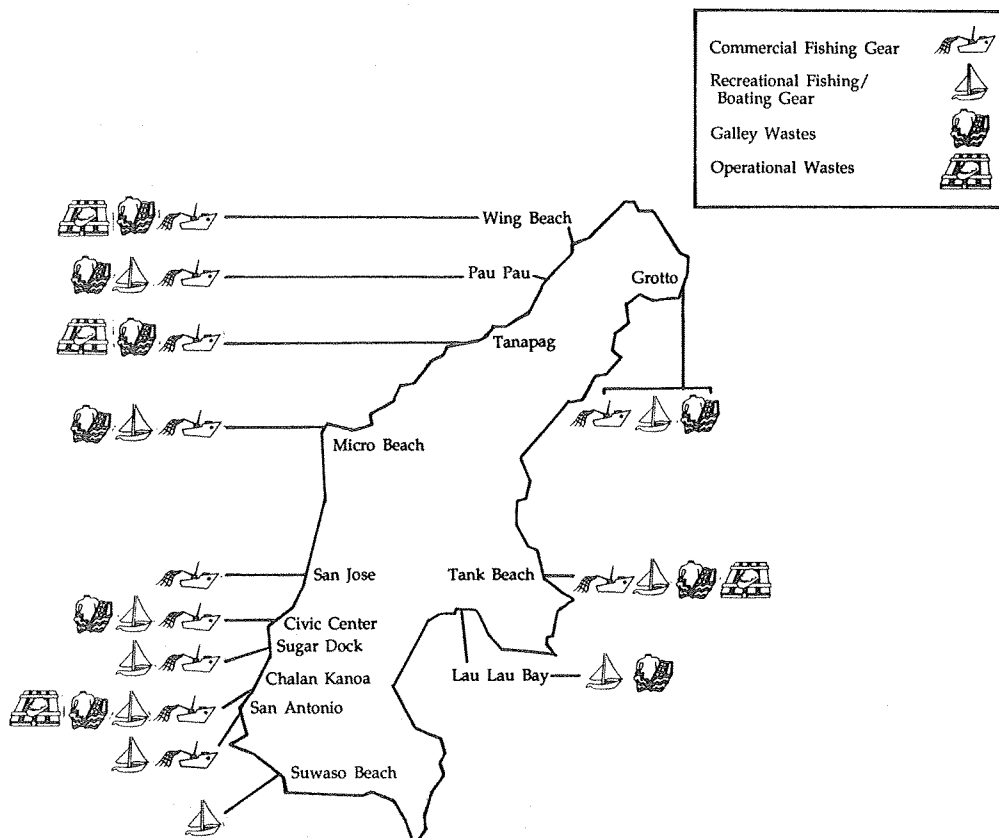 Commercial Fishing Gear
Recreational Fishing/
Boating Gear
Galley Wastes
Operational Wastes
Wing Beach
Pau Pau
Grotto
Tanapag
Micro Beach
San Jose
Tank Beach
Civic Center
Sugar Dock
Lau Lau Bay
Chalan Kanoa
San Antonio
Suwaso Beach